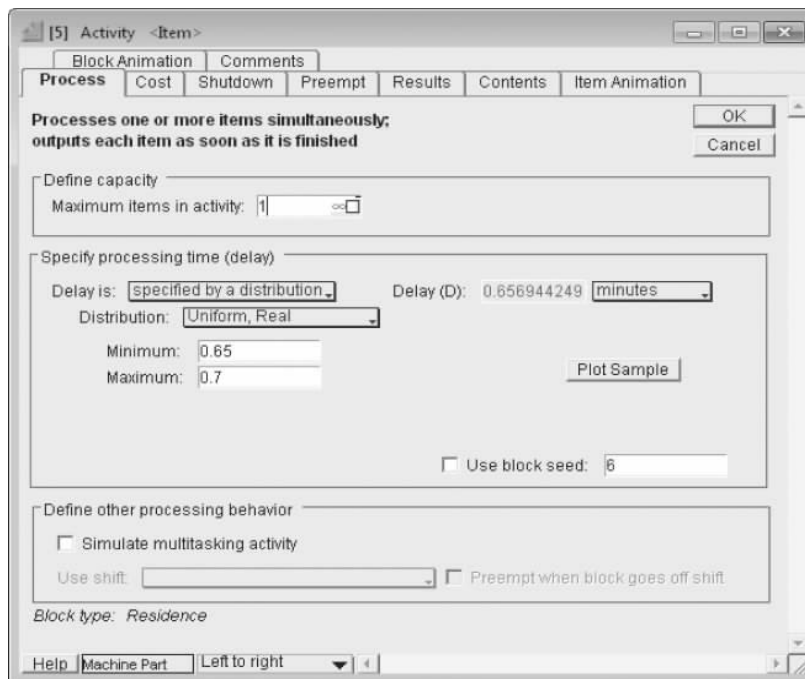 [5] Activity <Item>
Block Animation Comments
Process Cost Shutdown Preempt Results Contents Item Animation
Processes one or more items simultaneously;
outputs each item as soon as it is finished
OK
Cancel
Define capacity
Maximum items in activity: 1 ∞
Specify processing time (delay)
Delay is: specified by a distribution Delay (D): 0.656944249 minutes
Distribution: Uniform, Real
Minimum: 0.65
Maximum: 0.7
Plot Sample
Use block seed: 6
Define other processing behavior
Simulate multitasking activity
Use shift: Preempt when block goes off shift
Block type: Residence
Help Machine Part Left to right